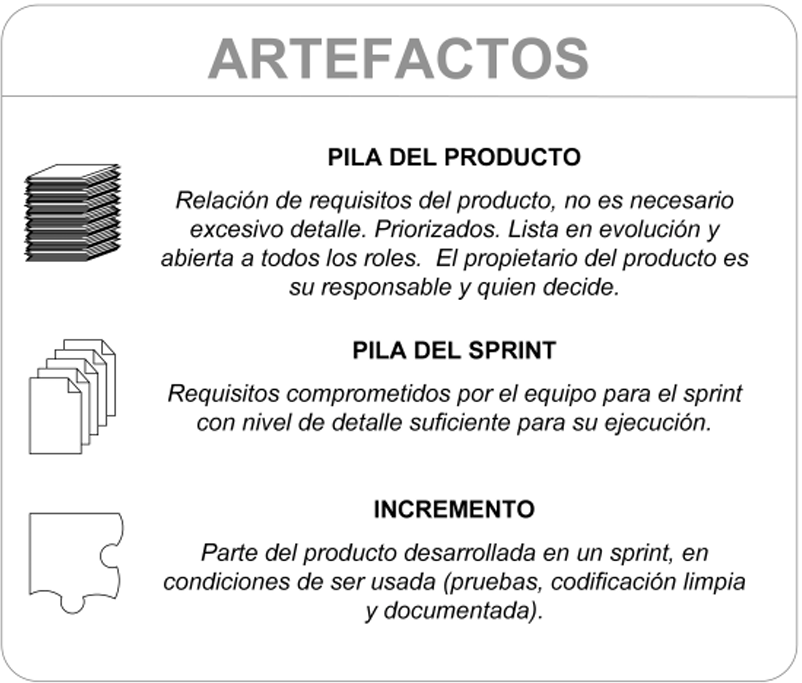 ARTEFACTOS
PILA DEL PRODUCTO
Relación de requisitos del producto, no es necesario
excesivo detalle. Priorizados. Lista en evolución y
abierta a todos los roles. El propietario del producto es
su responsable y quien decide.
PILA DEL SPRINT
Requisitos comprometidos por el equipo para el sprint
con nivel de detalle suficiente para su ejecución.
INCREMENTO
Parte del producto desarrollada en un sprint, en
condiciones de ser usada (pruebas, codificación limpia
y documentada).